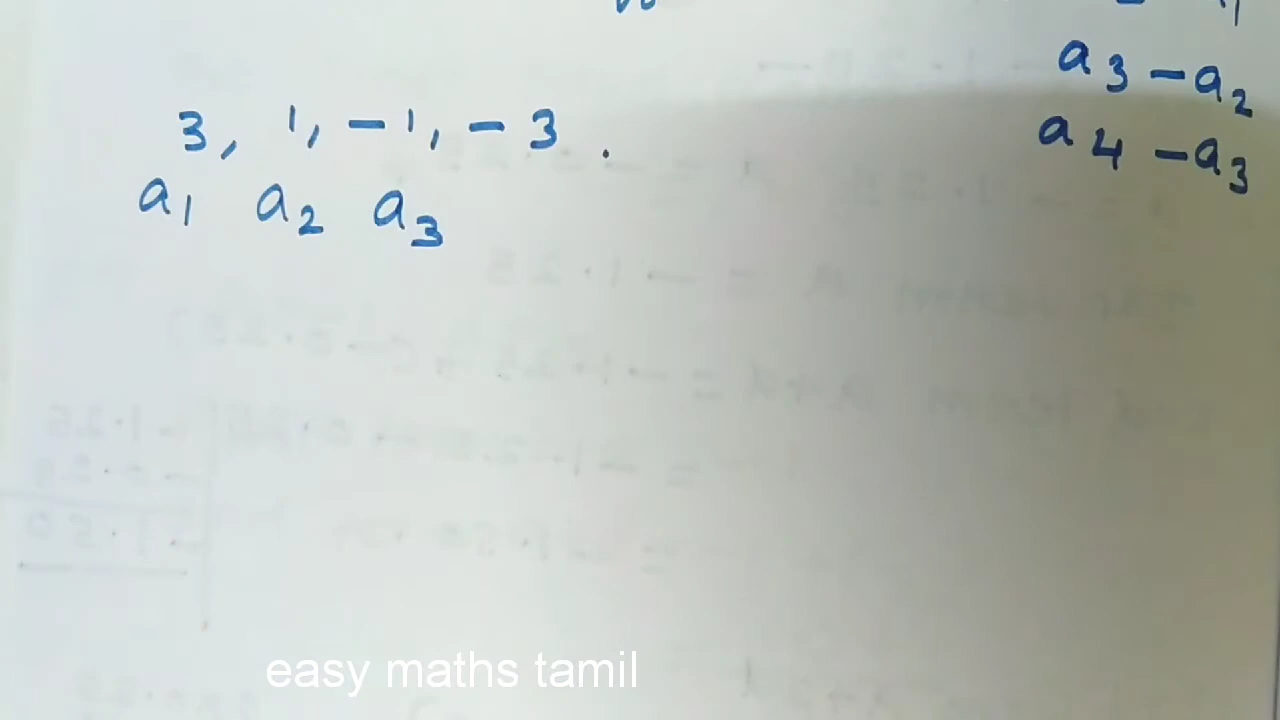 a3 - a2
3, 1, -1, -3 .
a4 - a3
a1 a2 a3
easy maths tamil